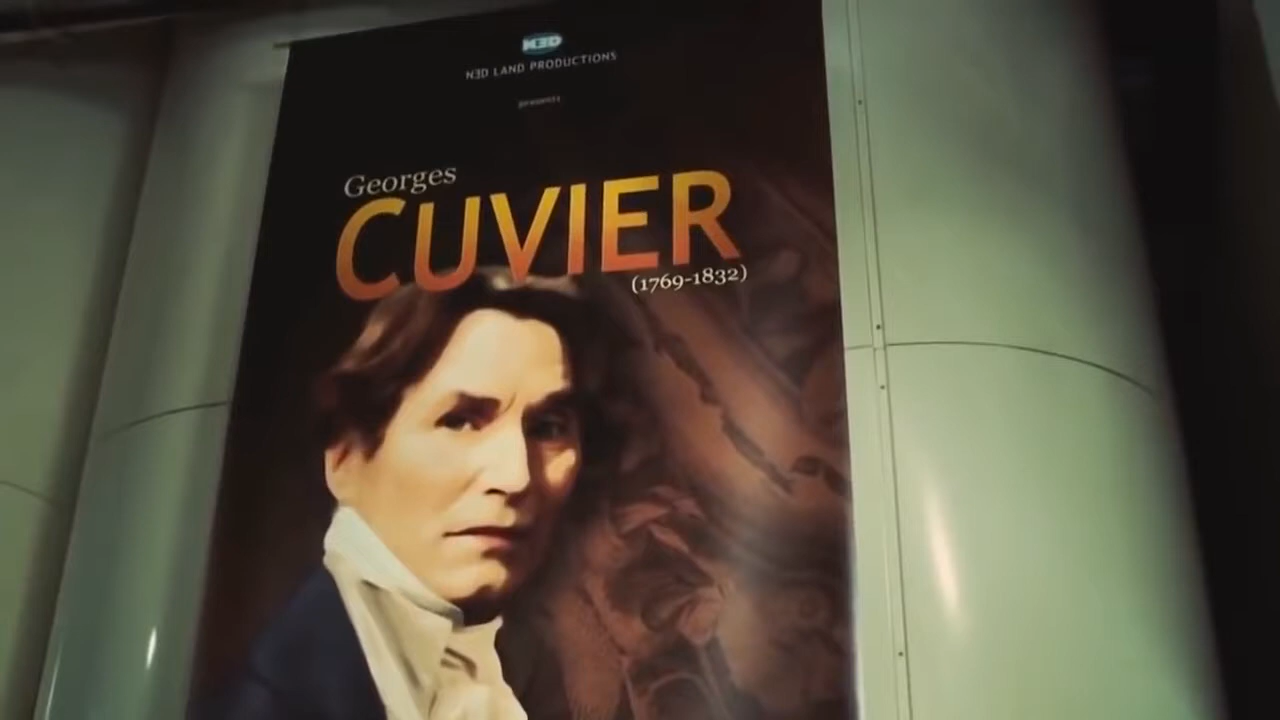 N3D
N3D LAND PRODUCTIONS
presents
Georges
CUVIER
(1769-1832)